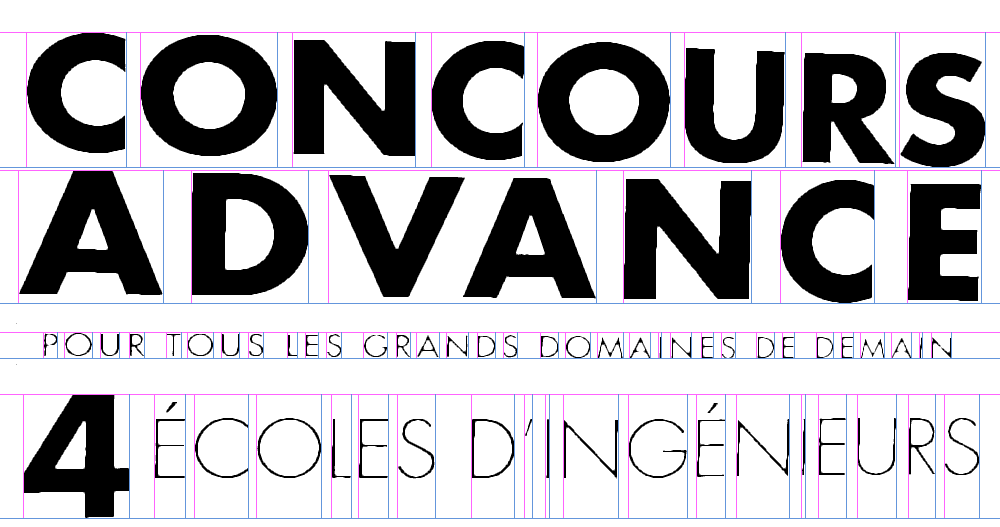 CONCOURS
ADVANCE
POUR TOUS LES GRANDS DOMAINES DE DEMAIN
4 ÉCOLES D'INGÉNIEURS